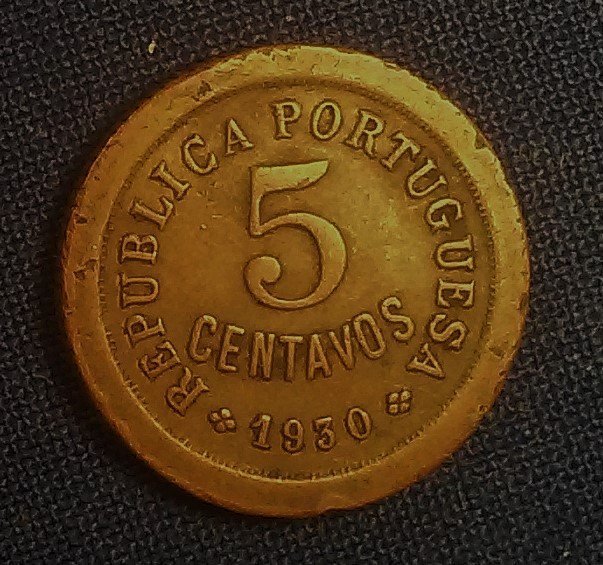 REPUBLICA PORTUGUESA
5
CENTAVOS
1930